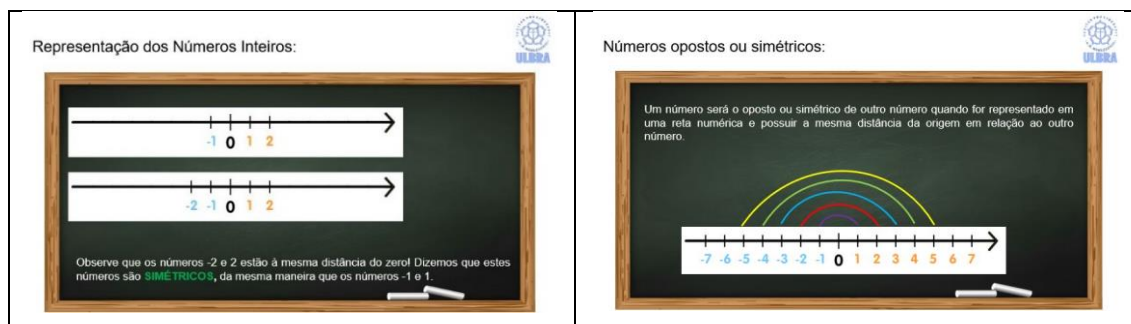 Representação dos Números Inteiros:
ULBRA
-1 0 1 2
-2 -1 0 1 2
Observe que os números -2 e 2 estão à mesma distância do zero! Dizemos que estes
números são SIMÉTRICOS, da mesma maneira que os números -1 e 1.
Números opostos ou simétricos:
ULBRA
Um número será o oposto ou simétrico de outro número quando for representado em
uma reta numérica e possuir a mesma distância da origem em relação ao outro
número.
-7 -6 -5 -4 -3 -2 -1 0 1 2 3 4 5 6 7